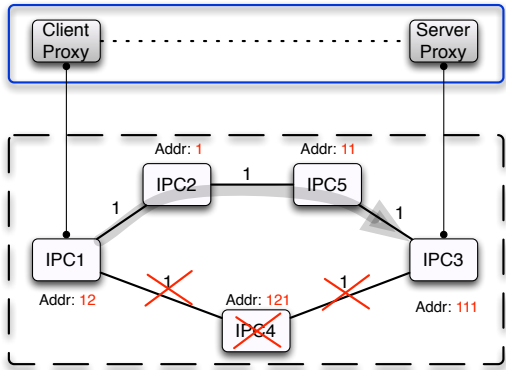 Client
Proxy
Server
Proxy
Addr: 1
Addr: 11
1
IPC2
IPC5
1
1
IPC1
IPC3
1
1
Addr: 12
Addr: 121
Addr: 111
IPC4